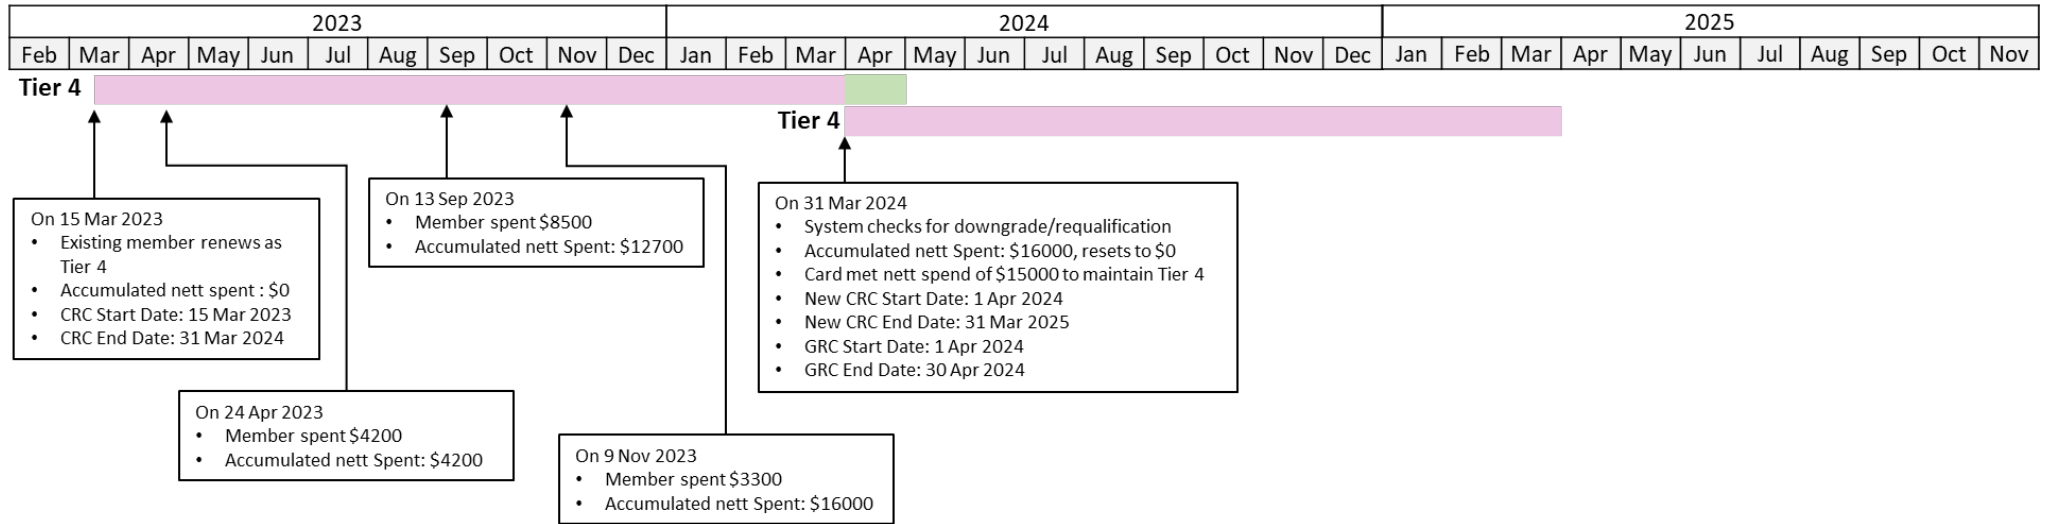 2023 2024 2025
Feb Mar Apr May Jun Jul Aug Sep Oct Nov Dec Jan Feb Mar Apr May Jun Jul Aug Sep Oct Nov Dec Jan Feb Mar Apr May Jun Jul Aug Sep Oct Nov
Tier 4
Tier 4
On 15 Mar 2023
• Existing member renews as
Tier 4
• Accumulated nett spent : $0
• CRC Start Date: 15 Mar 2023
• CRC End Date: 31 Mar 2024
On 24 Apr 2023
• Member spent $4200
• Accumulated nett Spent: $4200
On 13 Sep 2023
• Member spent $8500
• Accumulated nett Spent: $12700
On 9 Nov 2023
• Member spent $3300
• Accumulated nett Spent: $16000
On 31 Mar 2024
• System checks for downgrade/requalification
• Accumulated nett Spent: $16000, resets to $0
• Card met nett spend of $15000 to maintain Tier 4
• New CRC Start Date: 1 Apr 2024
• New CRC End Date: 31 Mar 2025
• GRC Start Date: 1 Apr 2024
• GRC End Date: 30 Apr 2024